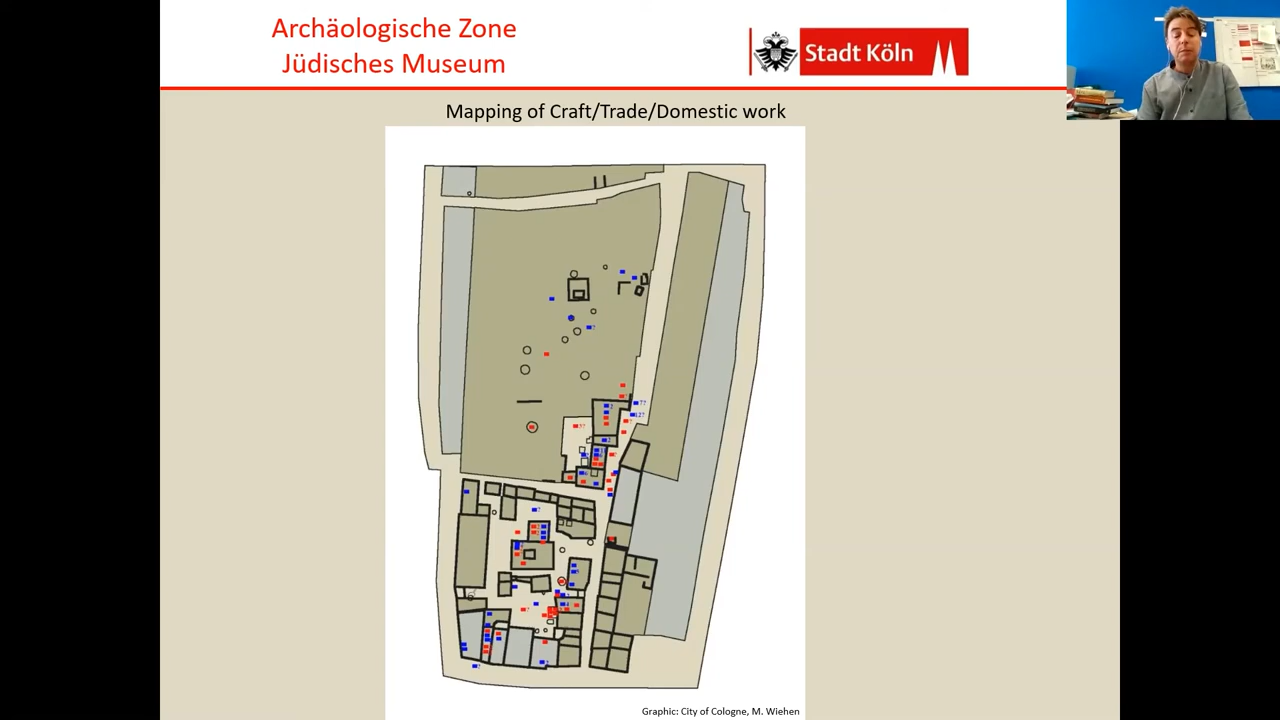 Archäologische Zone
Jüdisches Museum
Stadt Köln
Mapping of Craft/Trade/Domestic work
Graphic: City of Cologne, M. Wiehen